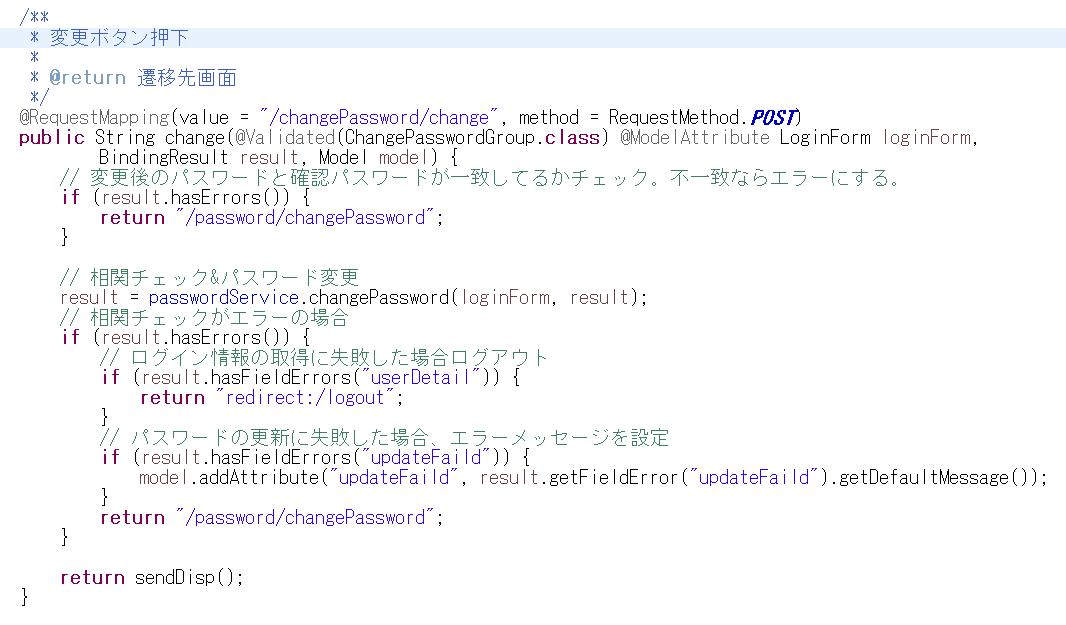 /**
 * 変更ボタン押下
 *
 * @return 遷移先画面
 */
@RequestMapping(value = "/changePassword/change", method = RequestMethod.POST)
public String change(@Validated(ChangePasswordGroup.class) @ModelAttribute LoginForm loginForm,
        BindingResult result, Model model) {
    // 変更後のパスワードと確認パスワードが一致してるかチェック。不一致ならエラーにする。
    if (result.hasErrors()) {
        return "/password/changePassword";
    }

    // 相関チェック&パスワード変更
    result = passwordService.changePassword(loginForm, result);
    // 相関チェックがエラーの場合
    if (result.hasErrors()) {
        // ログイン情報の取得に失敗した場合ログアウト
        if (result.hasFieldErrors("userDetail")) {
            return "redirect:/logout";
        }
        // パスワードの更新に失敗した場合、エラーメッセージを設定
        if (result.hasFieldErrors("updateFaild")) {
            model.addAttribute("updateFaild", result.getFieldError("updateFaild").getDefaultMessage());
        }
        return "/password/changePassword";
    }

    return sendDisp();
}